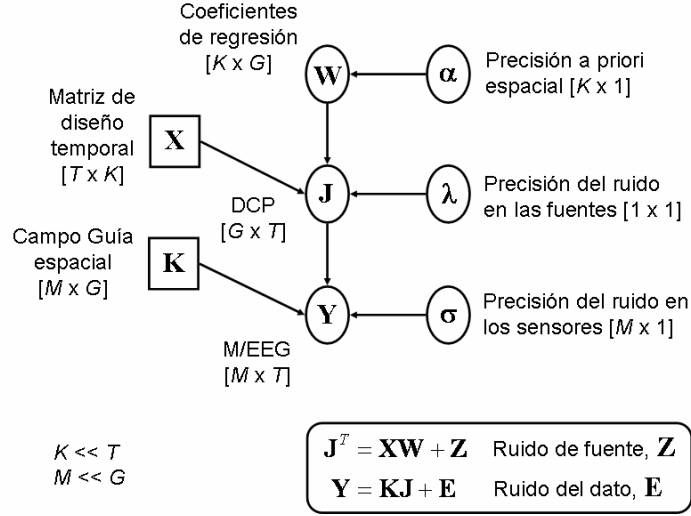 Coeficientes
de regresión
[K x G]
W
α
Precisión a priori
espacial [K x 1]
Matriz de
diseño
temporal
[T x K]
X
J
λ
Precisión del ruido
en las fuentes [1 x 1]
DCP
[G x T]
Campo Guía
espacial
[M x G]
K
Y
σ
Precisión del ruido en
los sensores [M x 1]
M/EEG
[M x T]
K << T
M << G
J^T = XW + Z Ruido de fuente, Z
Y = KJ + E Ruido del dato, E